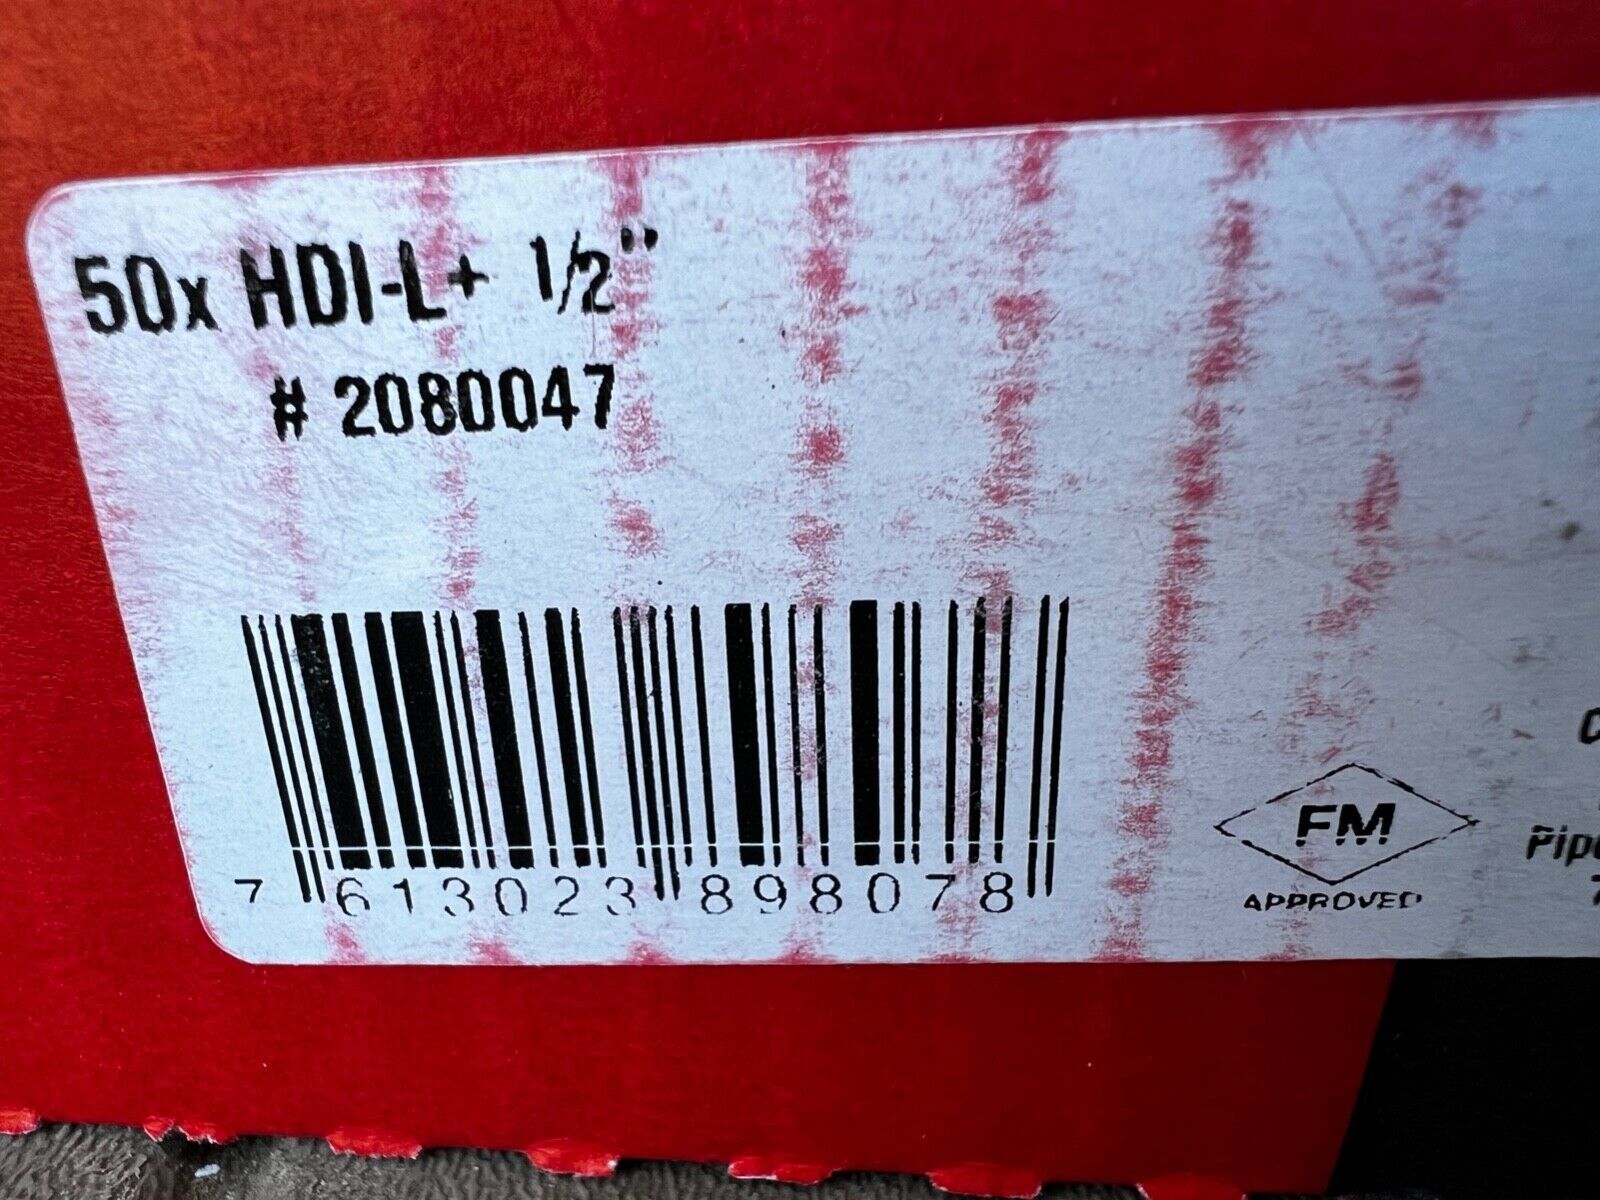 50x HDI-L+ 1/2"
# 2080047
7 613023 898078
FM
APPROVED